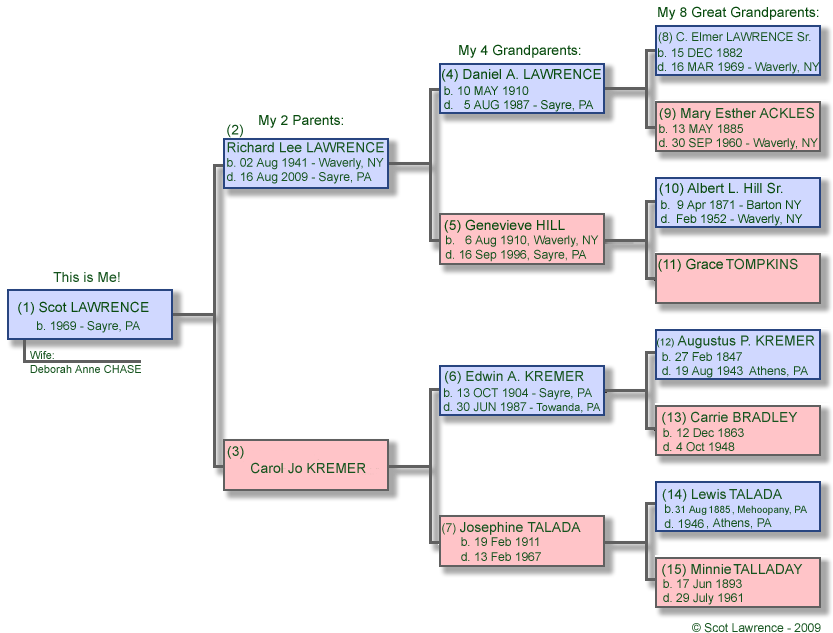 My 8 Great Grandparents:
(8) C. Elmer LAWRENCE Sr.
b. 15 DEC 1882
d. 16 MAR 1969 - Waverly, NY
My 4 Grandparents:
(4) Daniel A. LAWRENCE
b. 10 MAY 1910
d. 5 AUG 1987 - Sayre, PA
(9) Mary Esther ACKLES
b. 13 MAY 1885
d. 30 SEP 1960 - Waverly, NY
My 2 Parents:
(2)
Richard Lee LAWRENCE
b. 02 Aug 1941 - Waverly, NY
d. 16 Aug 2009 - Sayre, PA
(10) Albert L. Hill Sr.
b. 9 Apr 1871 - Barton NY
d. Feb 1952 - Waverly, NY
(5) Genevieve HILL
b. 6 Aug 1910, Waverly, NY
d. 16 Sep 1996, Sayre, PA
(11) Grace TOMPKINS
This is Me!
(1) Scot LAWRENCE
b. 1969 - Sayre, PA
Wife:
Deborah Anne CHASE
(12) Augustus P. KREMER
b. 27 Feb 1847
d. 19 Aug 1943 Athens, PA
(6) Edwin A. KREMER
b. 13 OCT 1904 - Sayre, PA
d. 30 JUN 1987 - Towanda, PA
(13) Carrie BRADLEY
b. 12 Dec 1863
d. 4 Oct 1948
(3)
Carol Jo KREMER
(14) Lewis TALADA
b. 31 Aug 1885, Mehoopany, PA
d. 1946, Athens, PA
(7) Josephine TALADA
b. 19 Feb 1911
d. 13 Feb 1967
(15) Minnie TALLADAY
b. 17 Jun 1893
d. 29 July 1961
© Scot Lawrence - 2009